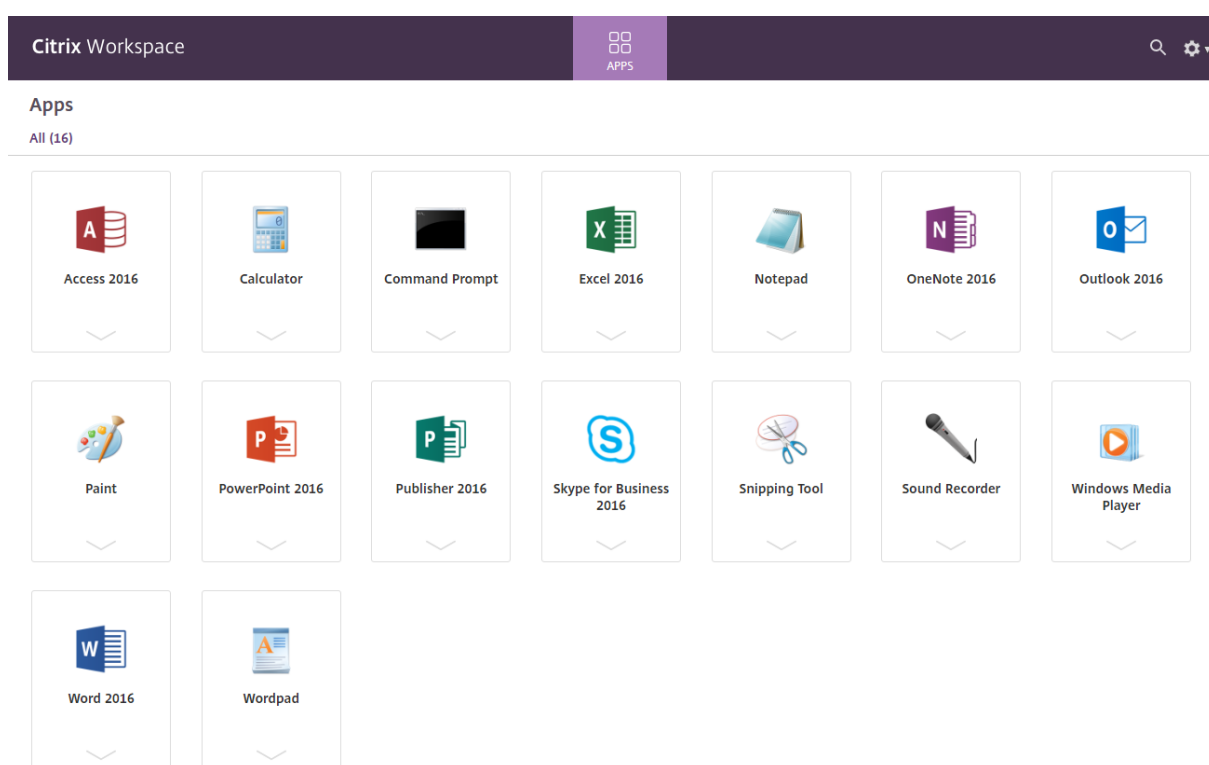 Citrix Workspace
APPS
Apps
All (16)
Access 2016
Calculator
Command Prompt
Excel 2016
Notepad
OneNote 2016
Outlook 2016
Paint
PowerPoint 2016
Publisher 2016
Skype for Business
2016
Snipping Tool
Sound Recorder
Windows Media
Player
Word 2016
Wordpad